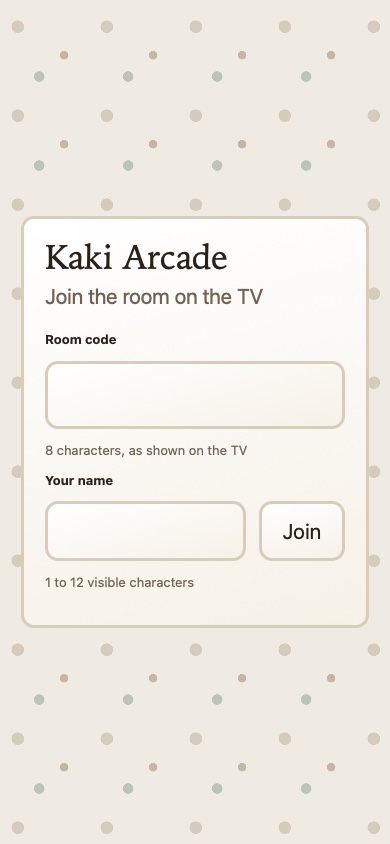 Kaki Arcade
Join the room on the TV
Room code
8 characters, as shown on the TV
Your name
Join
1 to 12 visible characters